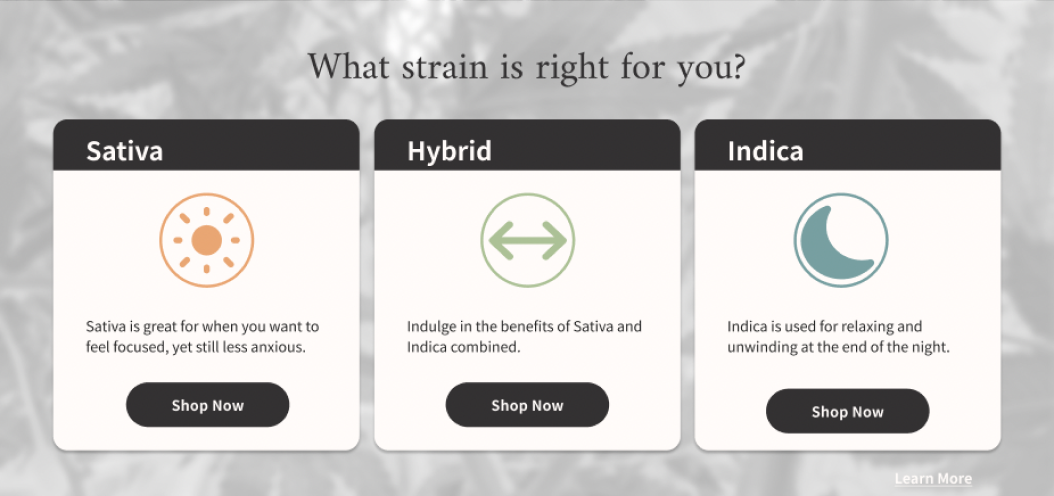 What strain is right for you?
Sativa
Sativa is great for when you want to
feel focused, yet still less anxious.
Shop Now
Hybrid
Indulge in the benefits of Sativa and
Indica combined.
Shop Now
Indica
Indica is used for relaxing and
unwinding at the end of the night.
Shop Now
Learn More